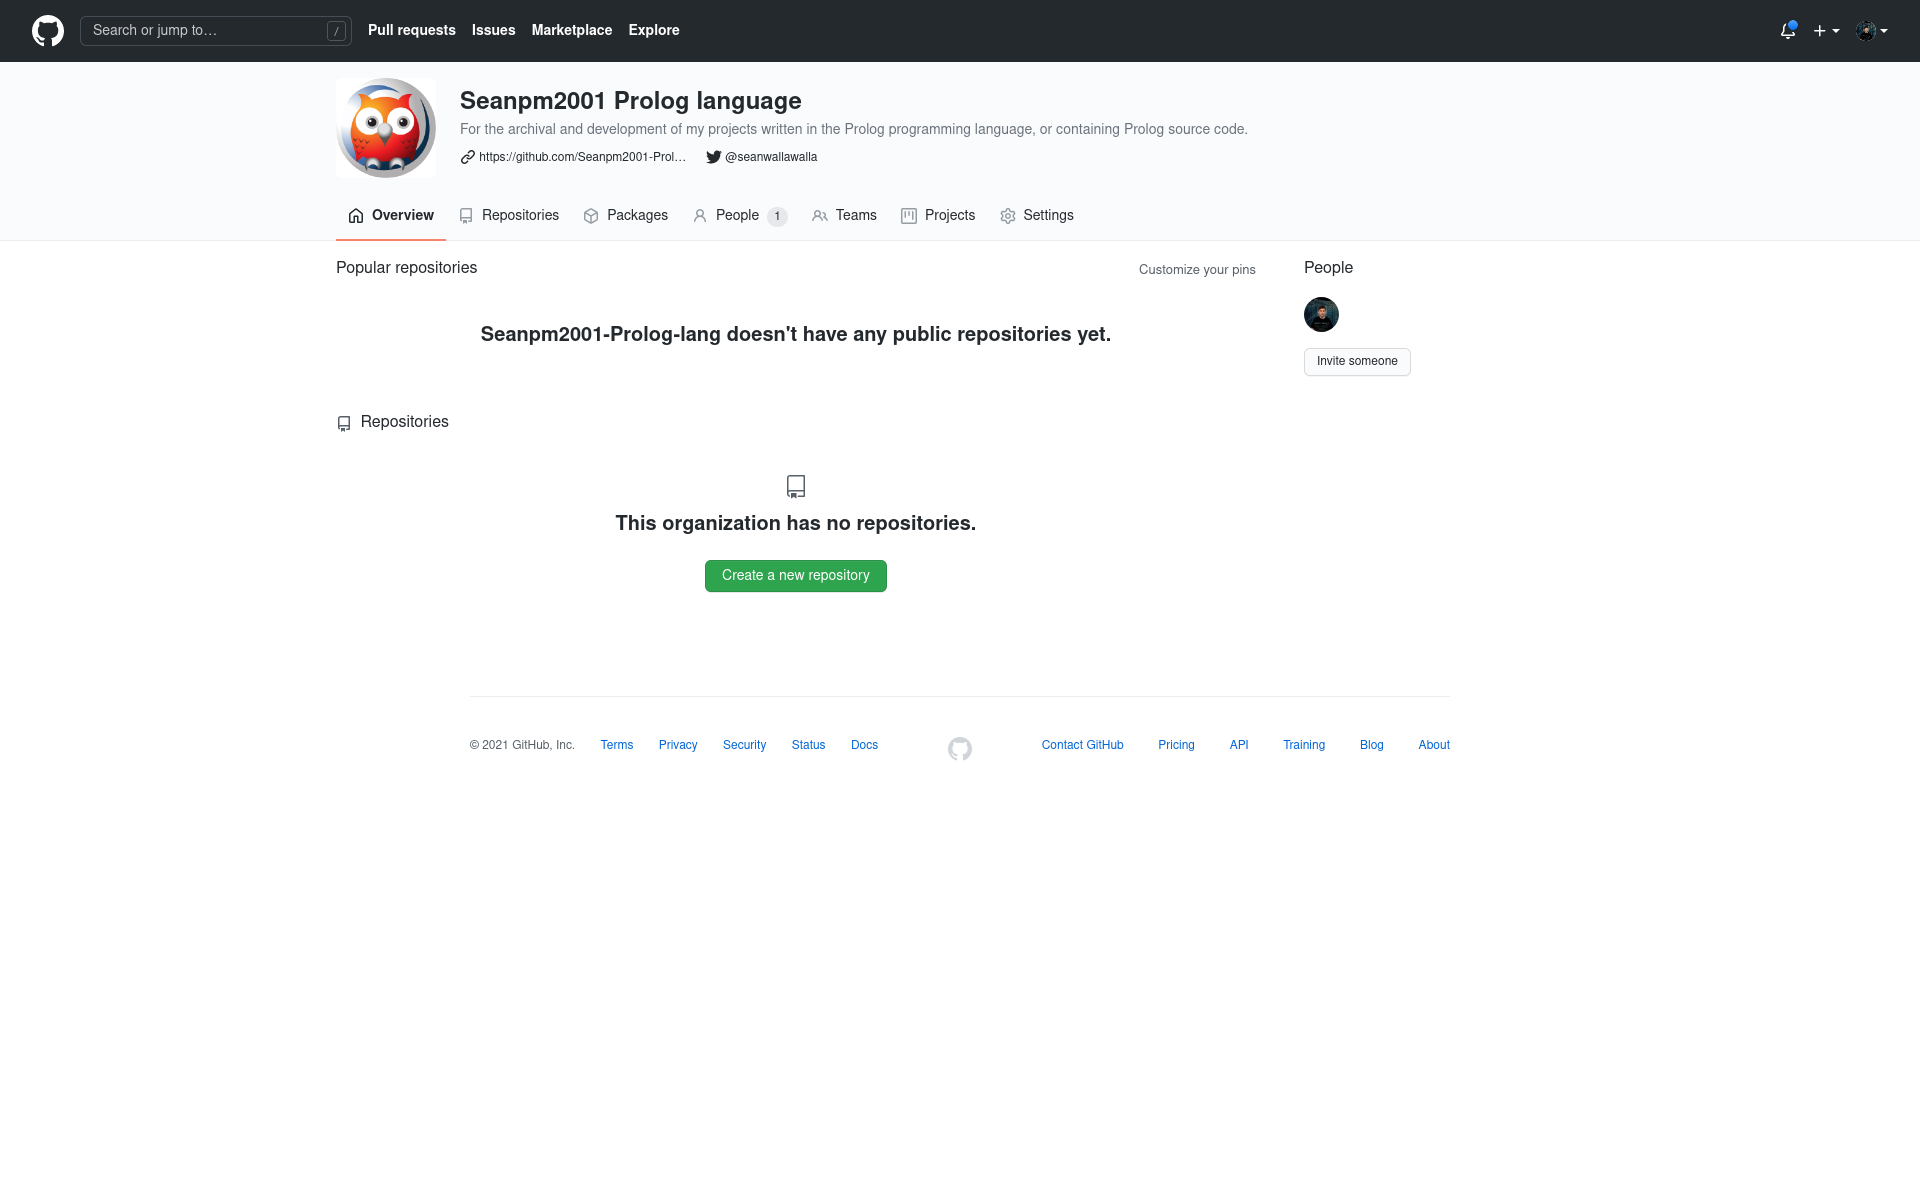 Search or jump to… /
Pull requests Issues Marketplace Explore
Seanpm2001 Prolog language
For the archival and development of my projects written in the Prolog programming language, or containing Prolog source code.
https://github.com/Seanpm2001-Prol… @seanwallawalla
Overview Repositories Packages People 1 Teams Projects Settings
Popular repositories
Customize your pins
Seanpm2001-Prolog-lang doesn't have any public repositories yet.
Repositories
This organization has no repositories.
Create a new repository
People
Invite someone
© 2021 GitHub, Inc. Terms Privacy Security Status Docs Contact GitHub Pricing API Training Blog About